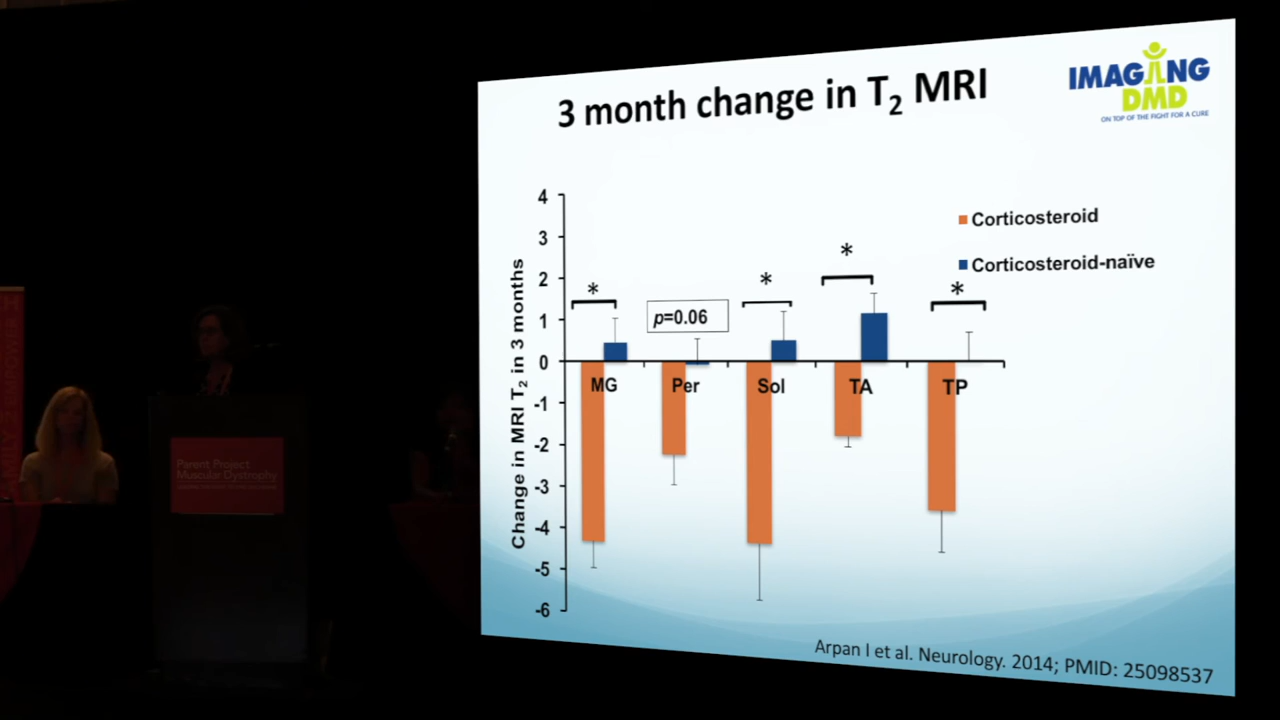 3 month change in T2 MRI
IMAGING
DMD
ON TOP OF THE FIGHT FOR A CURE
4
3
2
1
0
-1
-2
-3
-4
-5
-6
Change in MRI T2 in 3 months
Corticosteroid
Corticosteroid-naïve
*
p=0.06
*
*
*
MG
Per
Sol
TA
TP
Arpan I et al. Neurology. 2014; PMID: 25098537
Parent Project
Muscular Dystrophy